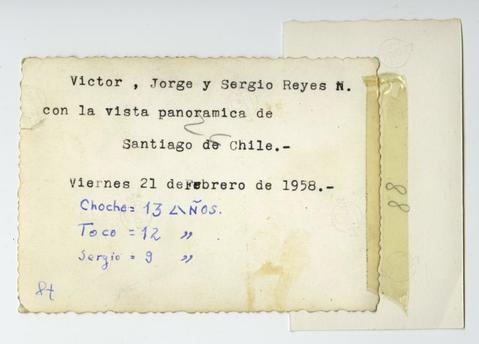 Victor , Jorge y Sergio Reyes N.
con la vista panoramica de
Santiago de Chile.-
Viernes 21 deFebrero de 1958.-
Choche= 13 AÑOS.
Toco = 12 "
Sergio = 9 "
87
88